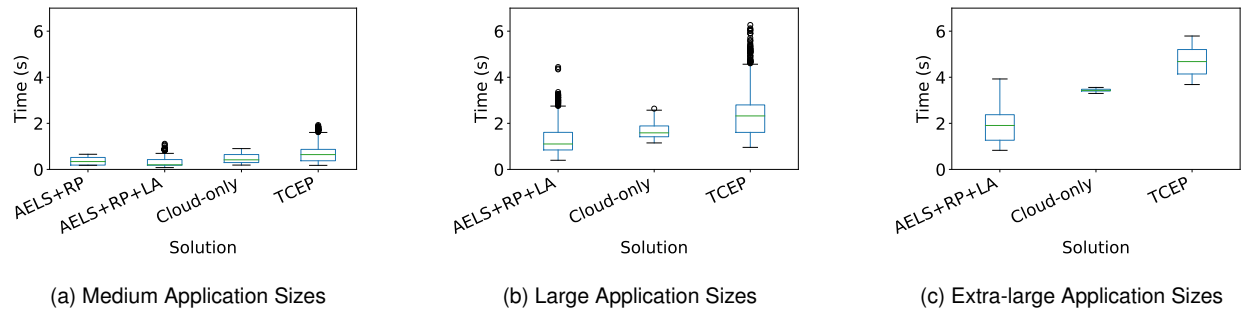 Time (s)
6
4
2
0
AELS+RP
AELS+RP+LA
Cloud-only
TCEP
Solution
(a) Medium Application Sizes
Time (s)
6
4
2
0
AELS+RP+LA
Cloud-only
TCEP
Solution
(b) Large Application Sizes
Time (s)
6
4
2
0
AELS+RP+LA
Cloud-only
TCEP
Solution
(c) Extra-large Application Sizes